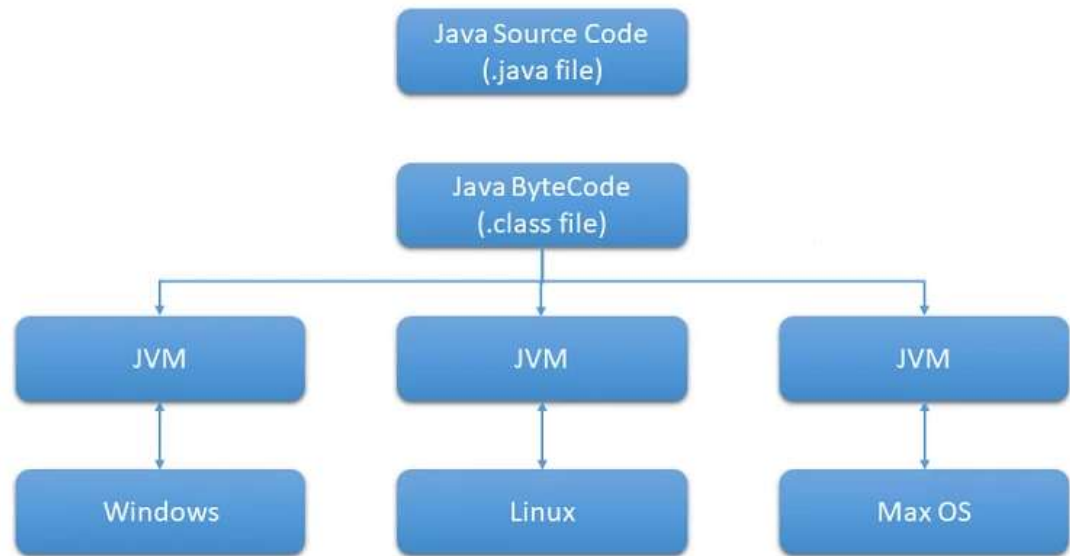 Java Source Code
(.java file)
Java ByteCode
(.class file)
JVM
JVM
JVM
Windows
Linux
Max OS